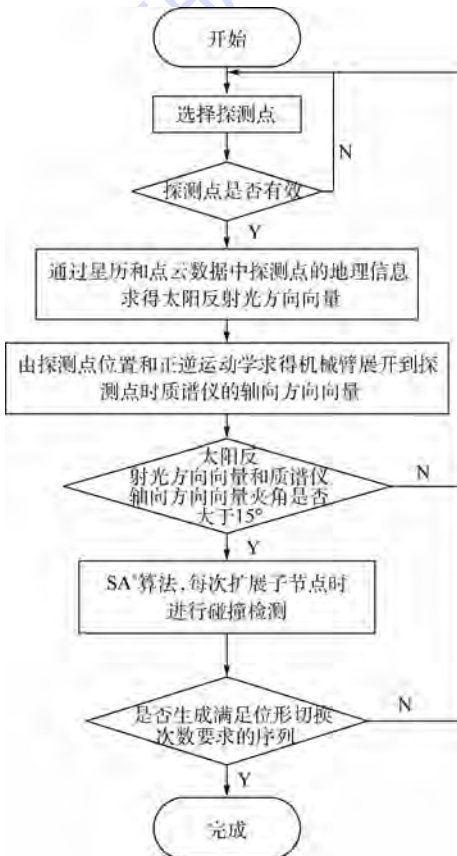 开始
选择探测点
N
探测点是否有效
Y
通过星历和点云数据中探测点的地理信息
求得太阳反射光方向向量
由探测点位置和正逆运动学求得机械臂展开到探
测点时质谱仪的轴向方向向量
太阳反
射光方向向量和质谱仪
轴向方向向量夹角是否
大于15°
N
Y
SA*算法，每次扩展子节点时
进行碰撞检测
是否生成满足位形切换
次数要求的序列
N
Y
完成